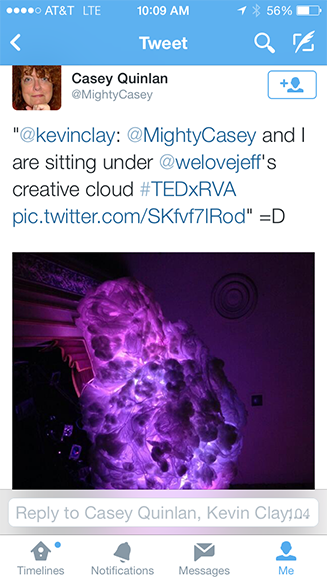 AT&T LTE 10:09 AM 56%
Tweet
Casey Quinlan
@MightyCasey
"@kevinclay: @MightyCasey and I
are sitting under @welovejeff's
creative cloud #TEDxRVA
pic.twitter.com/SKfvf7lRod" =D
Reply to Casey Quinlan, Kevin Clay 104
Timelines Notifications Messages Me